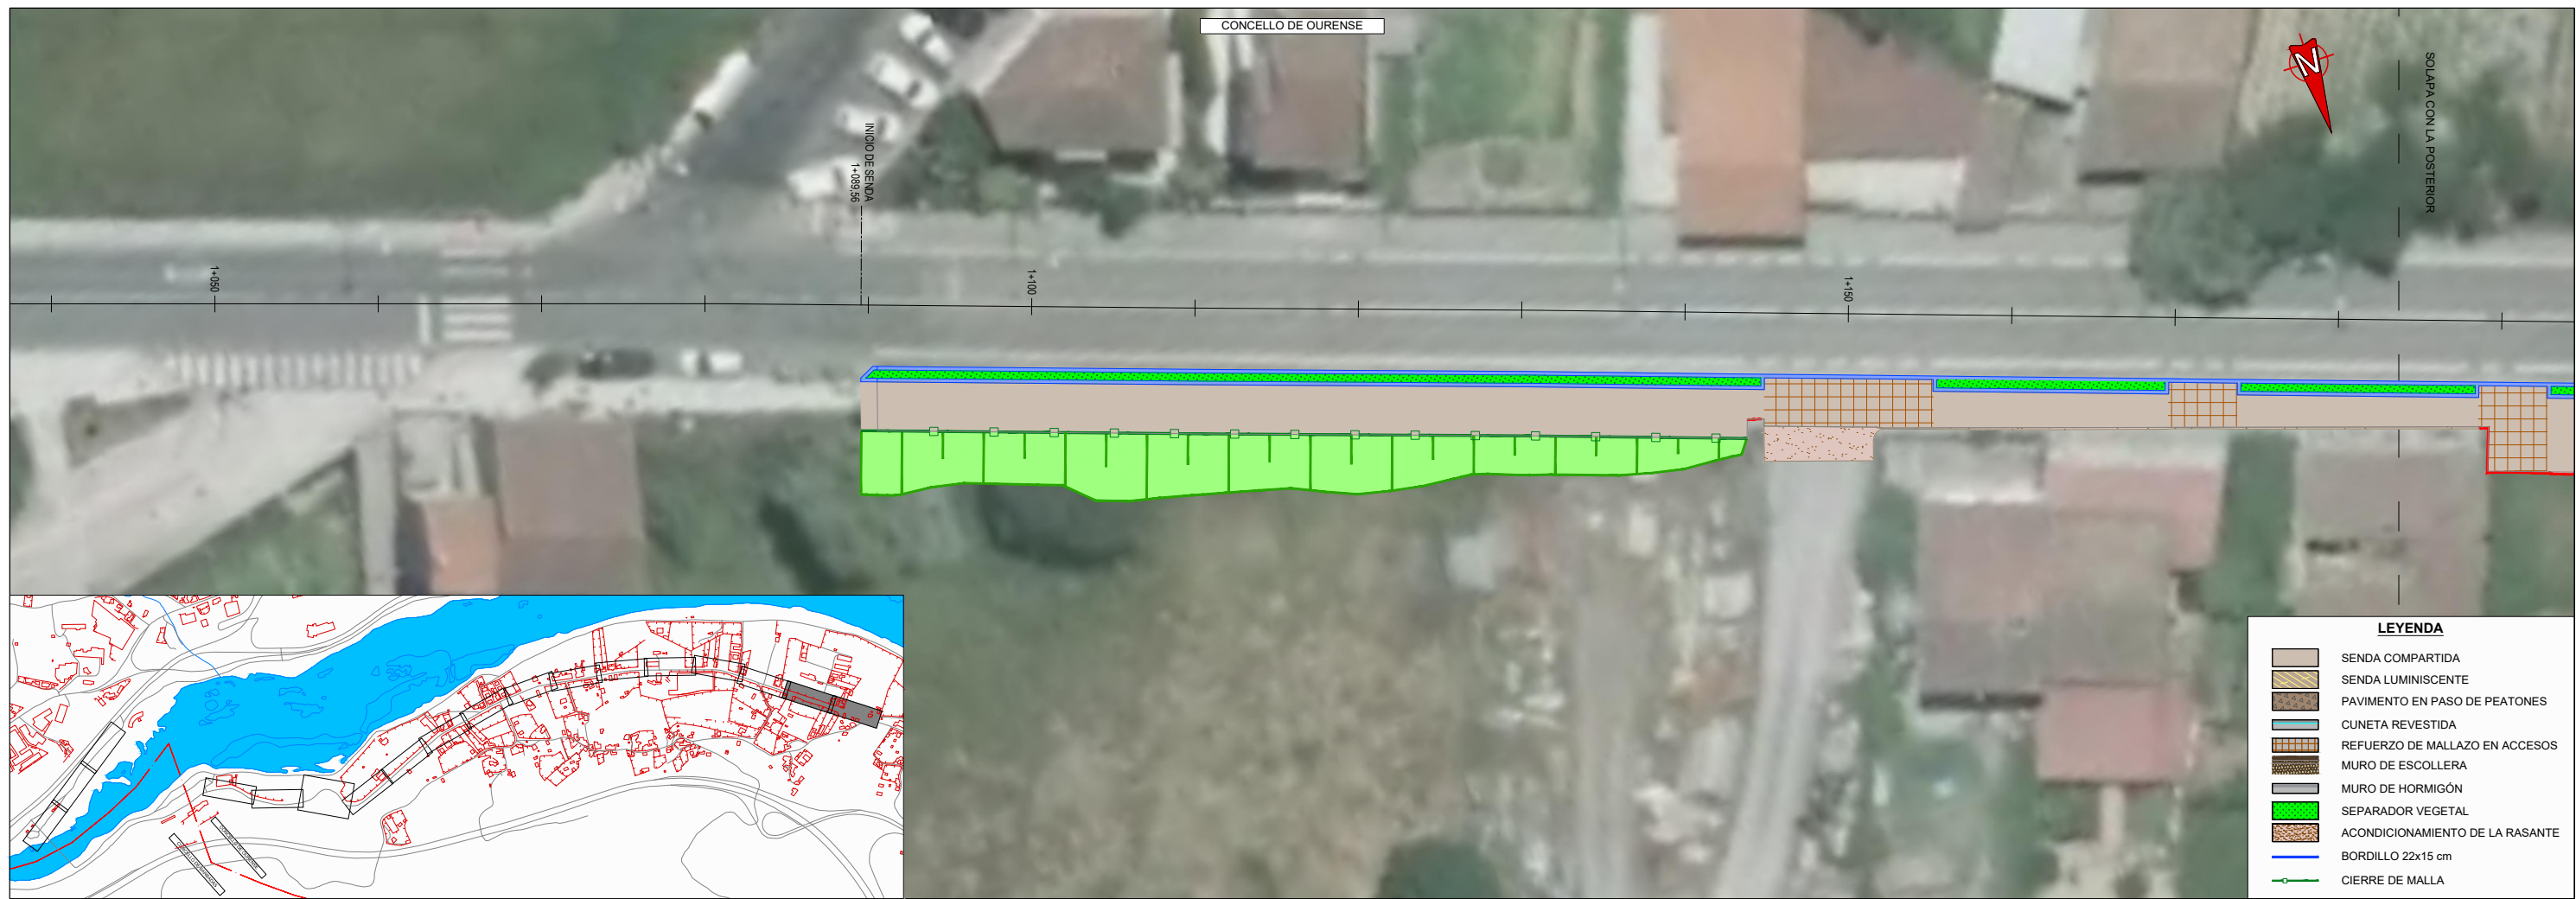 CONCELLO DE OURENSE
N
SOLAPA CON LA POSTERIOR
INICIO DE SENDA
1+089,56
1+050
1+100
1+150
LEYENDA
SENDA COMPARTIDA
SENDA LUMINISCENTE
PAVIMENTO EN PASO DE PEATONES
CUNETA REVESTIDA
REFUERZO DE MALLAZO EN ACCESOS
MURO DE ESCOLLERA
MURO DE HORMIGÓN
SEPARADOR VEGETAL
ACONDICIONAMIENTO DE LA RASANTE
BORDILLO 22x15 cm
CIERRE DE MALLA